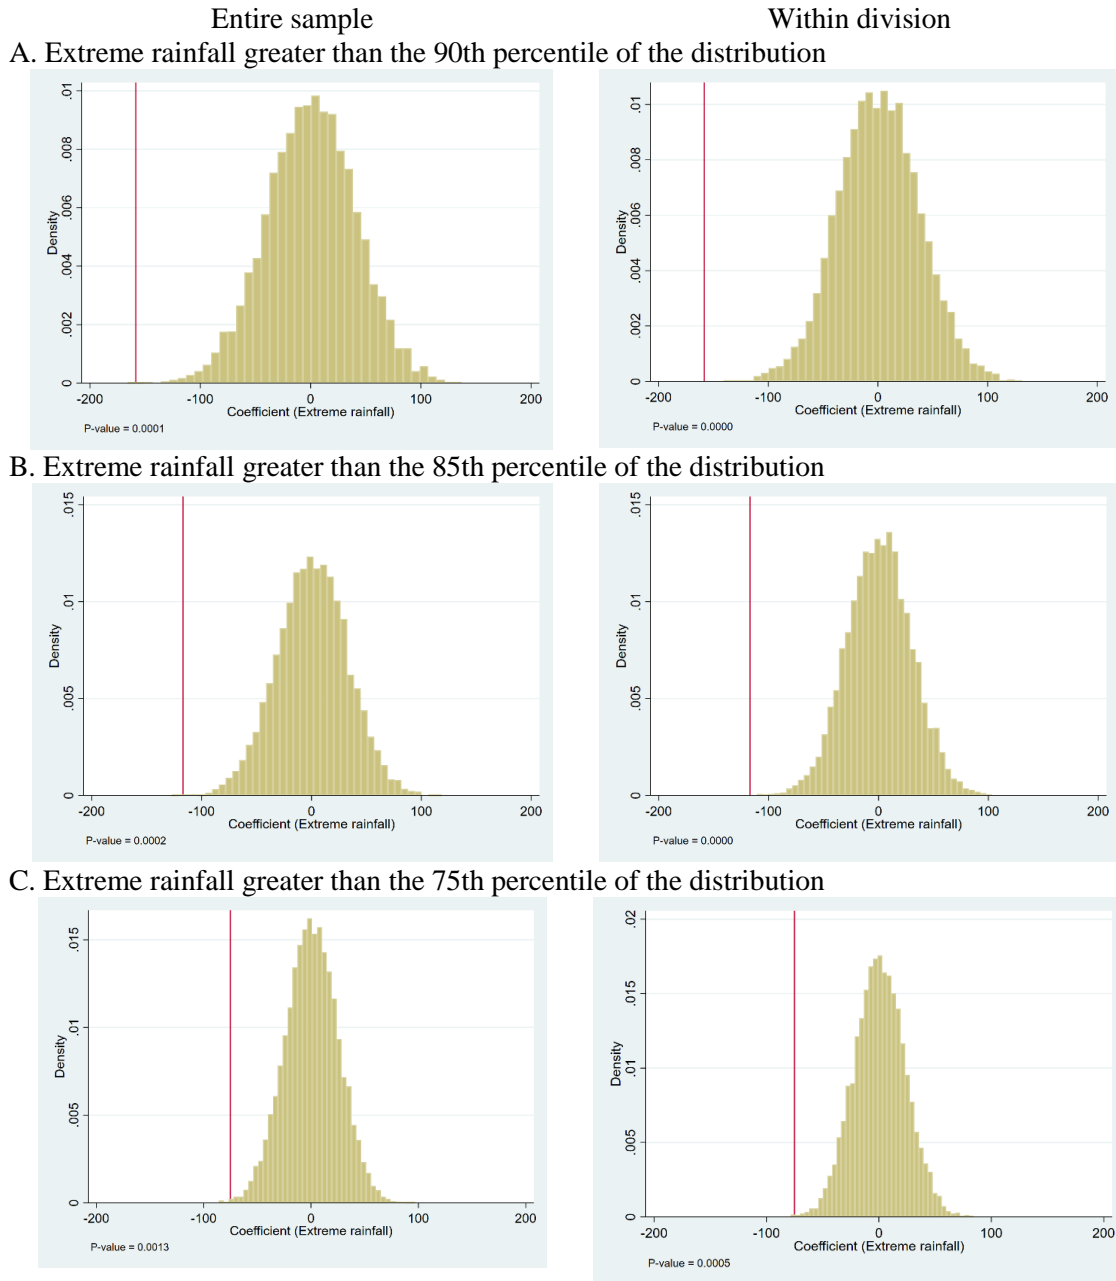 Entire sample
Within division
A. Extreme rainfall greater than the 90th percentile of the distribution
.01
.008
.006
.004
.002
0
Density
-200 -100 0 100 200
Coefficient (Extreme rainfall)
P-value = 0.0001
.01
.008
.006
.004
.002
0
Density
-200 -100 0 100 200
Coefficient (Extreme rainfall)
P-value = 0.0000
B. Extreme rainfall greater than the 85th percentile of the distribution
.015
.01
.005
0
Density
-200 -100 0 100 200
Coefficient (Extreme rainfall)
P-value = 0.0002
.015
.01
.005
0
Density
-200 -100 0 100 200
Coefficient (Extreme rainfall)
P-value = 0.0000
C. Extreme rainfall greater than the 75th percentile of the distribution
.015
.01
.005
0
Density
-200 -100 0 100 200
Coefficient (Extreme rainfall)
P-value = 0.0013
.02
.015
.01
.005
0
Density
-200 -100 0 100 200
Coefficient (Extreme rainfall)
P-value = 0.0005